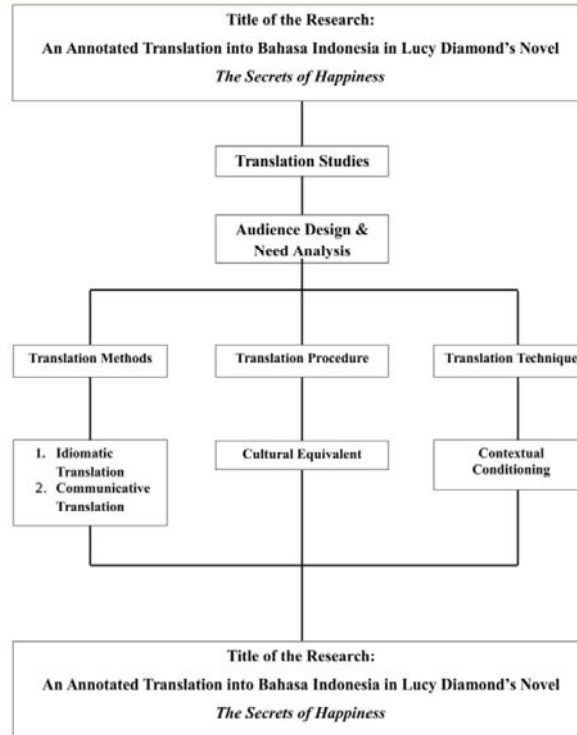 Title of the Research:
An Annotated Translation into Bahasa Indonesia in Lucy Diamond's Novel
The Secrets of Happiness
Translation Studies
Audience Design &
Need Analysis
Translation Methods
Translation Procedure
Translation Technique
1. Idiomatic
Translation
2. Communicative
Translation
Cultural Equivalent
Contextual
Conditioning
Title of the Research:
An Annotated Translation into Bahasa Indonesia in Lucy Diamond's Novel
The Secrets of Happiness